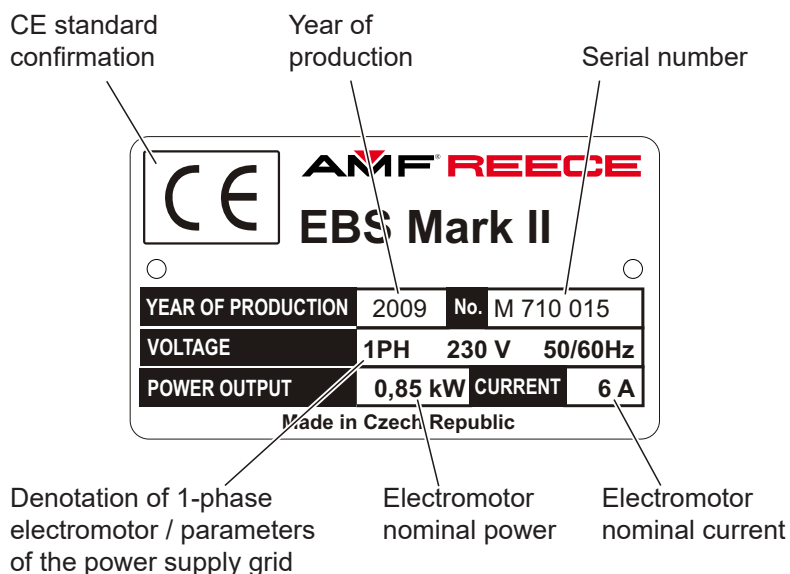 CE standard
confirmation
Year of
production
Serial number
CE
AMF® REECE
EBS Mark II
YEAR OF PRODUCTION 2009 No. M 710 015
VOLTAGE 1PH 230 V 50/60Hz
POWER OUTPUT 0,85 kW CURRENT 6 A
Made in Czech Republic
Denotation of 1-phase
electromotor / parameters
of the power supply grid
Electromotor
nominal power
Electromotor
nominal current